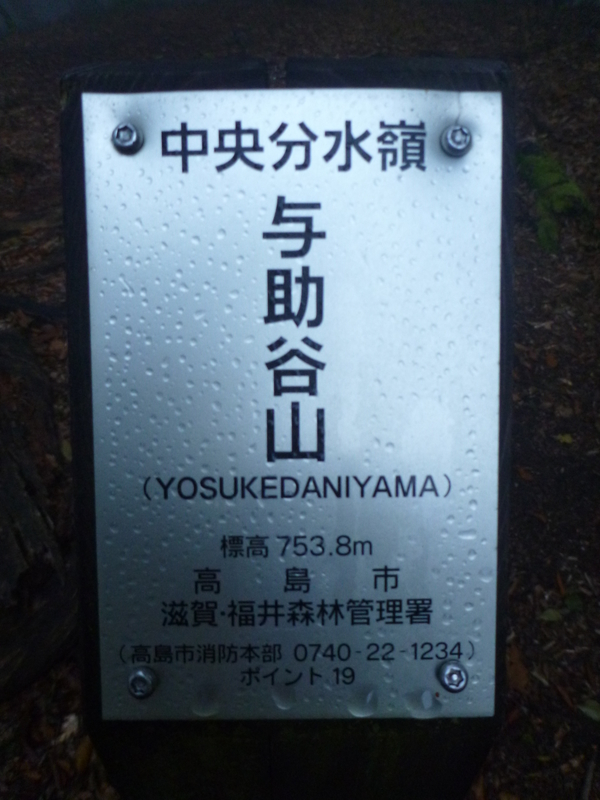 中央分水嶺
与助谷山
(YOSUKEDANIYAMA)
標高 753.8m
高島市
滋賀･福井森林管理署
(高島市消防本部 0740-22-1234)
ポイント 19